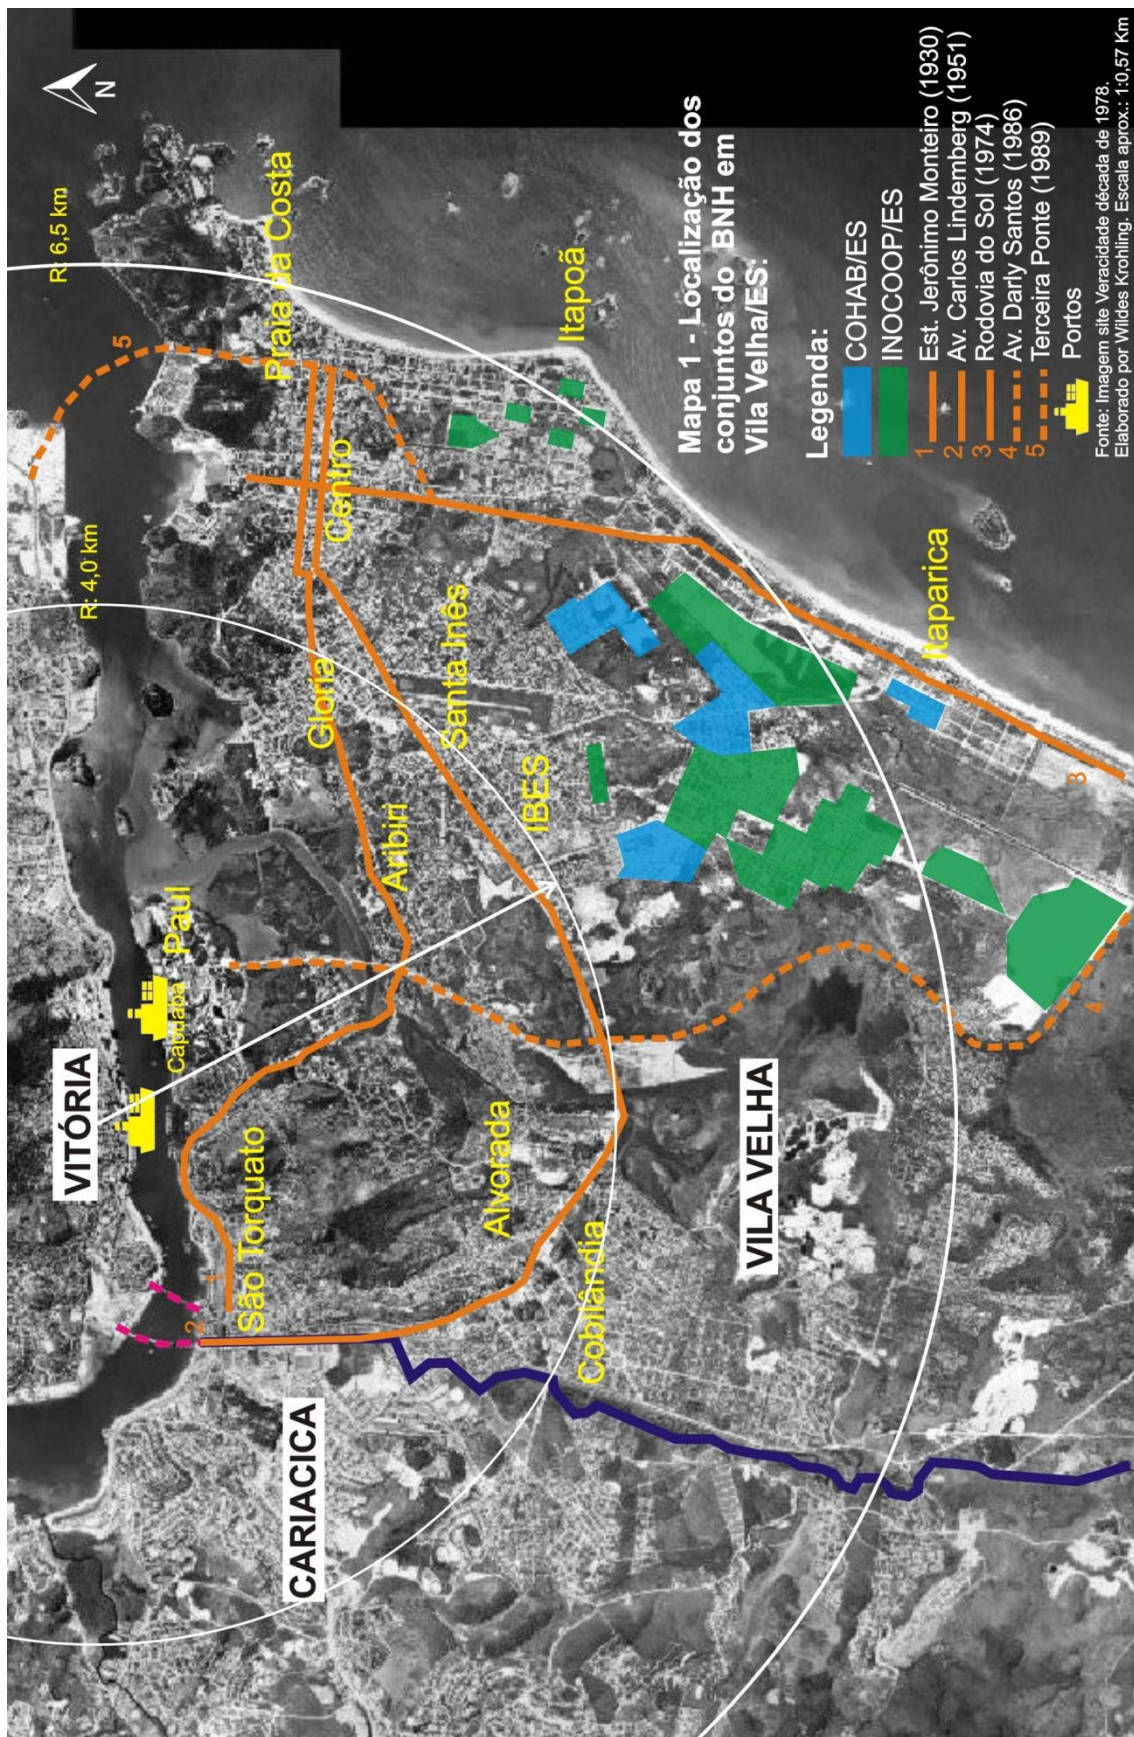 N
R: 6,5 km
R: 4,0 km
VITÓRIA
CARIACICA
VILA VELHA
Praia da Costa
Itapoã
Centro
Gloria
Santa Inês
IBES
Aribiri
Paul
Capuaba
São Torquato
Alvorada
Cobilândia
Itaparica
1
2
3
4
5
Mapa 1 - Localização dos
conjuntos do BNH em
Vila Velha/ES:
Legenda:
COHAB/ES
INOCOOP/ES
1 Est. Jerônimo Monteiro (1930)
2 Av. Carlos Lindemberg (1951)
3 Rodovia do Sol (1974)
4 Av. Darly Santos (1986)
5 Terceira Ponte (1989)
Portos
Fonte: Imagem site Veracidade década de 1978.
Elaborado por Wildes Krohling. Escala aprox.: 1:0,57 Km